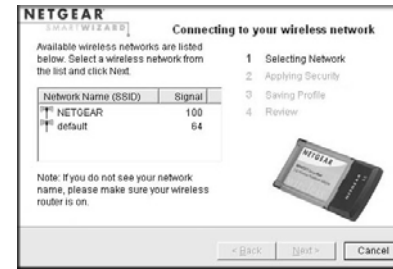 NETGEAR
SMARTWIZARD
Connecting to your wireless network
Available wireless networks are listed
below. Select a wireless network from
the list and click Next.
Network Name (SSID) Signal
NETGEAR 100
default 64
Note: If you do not see your network
name, please make sure your wireless
router is on.
1 Selecting Network
2 Applying Security
3 Saving Profile
4 Review
NETGEAR
< Back
Next >
Cancel